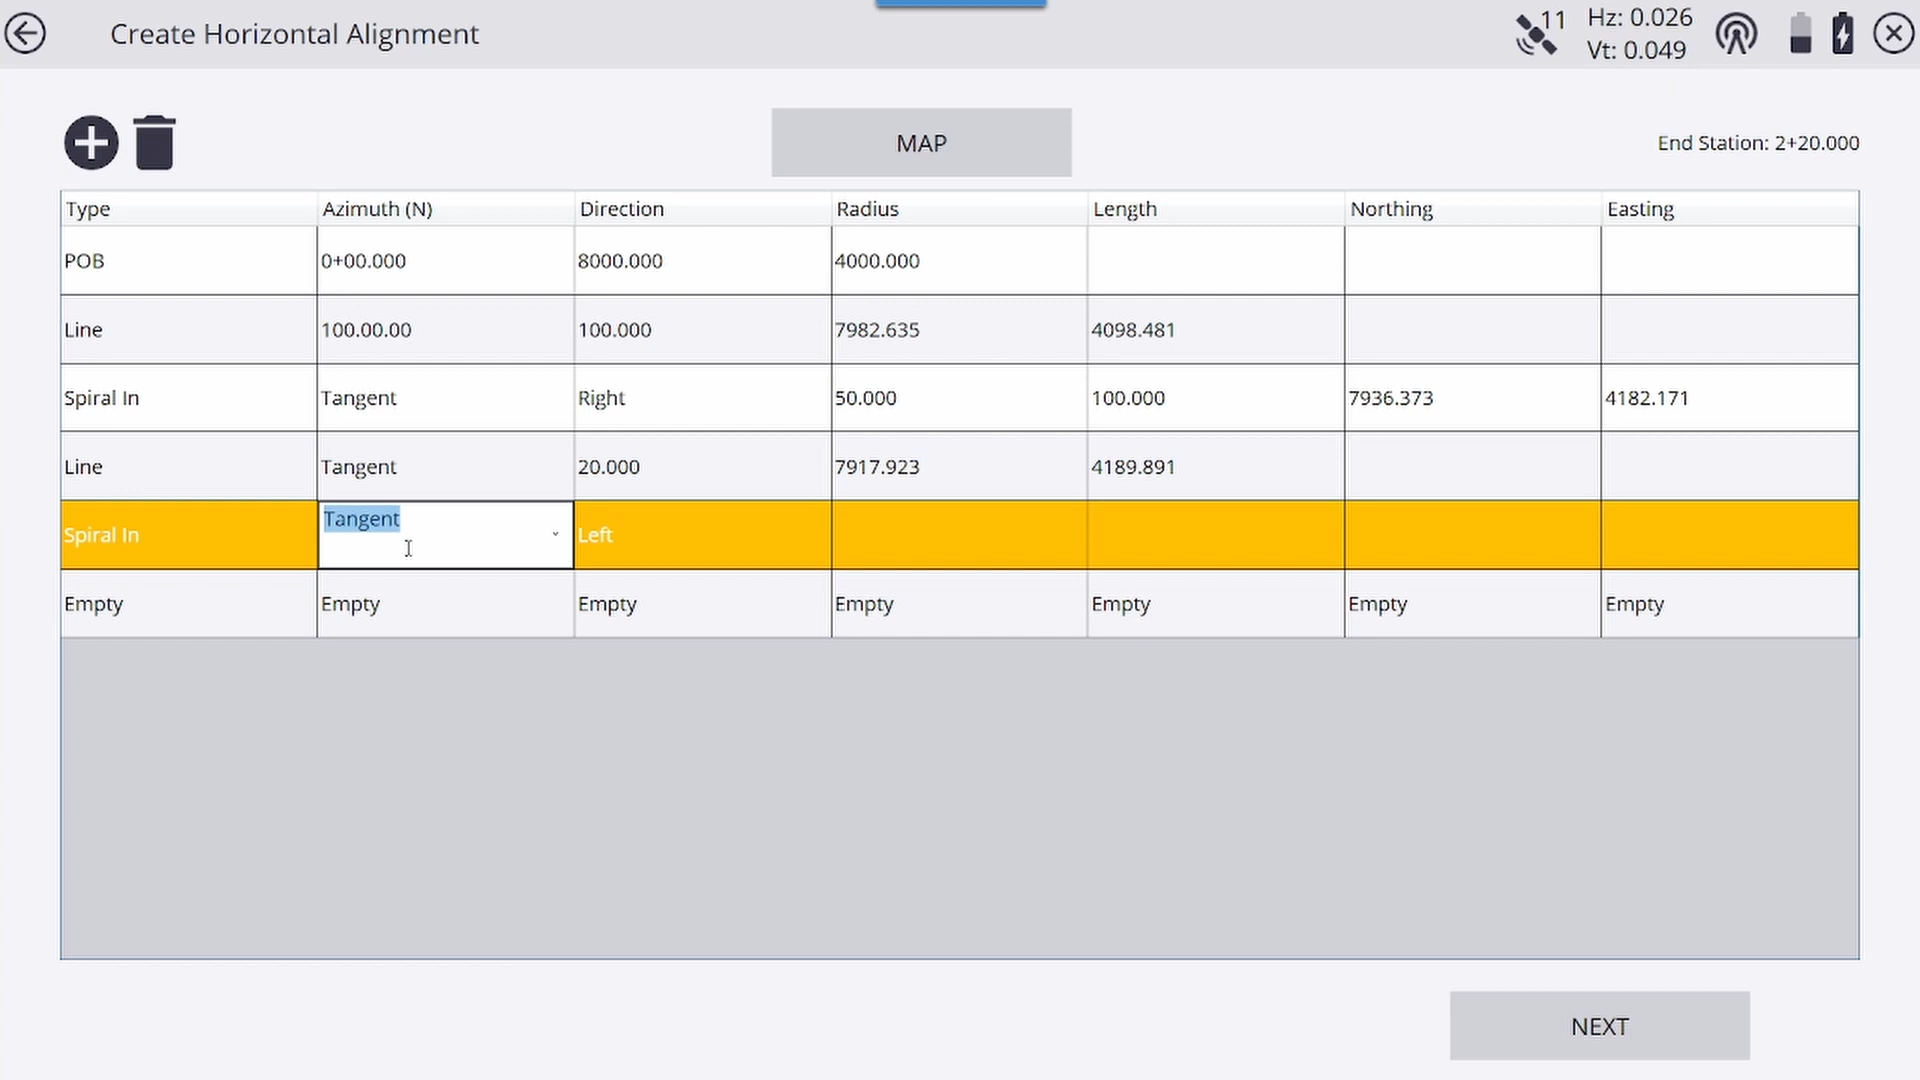 Create Horizontal Alignment
11
Hz: 0.026
Vt: 0.049
MAP
End Station: 2+20.000
Type Azimuth (N) Direction Radius Length Northing Easting
POB 0+00.000 8000.000 4000.000
Line 100.00.00 100.000 7982.635 4098.481
Spiral In Tangent Right 50.000 100.000 7936.373 4182.171
Line Tangent 20.000 7917.923 4189.891
Spiral In Tangent Left
Empty Empty Empty Empty Empty Empty Empty
NEXT